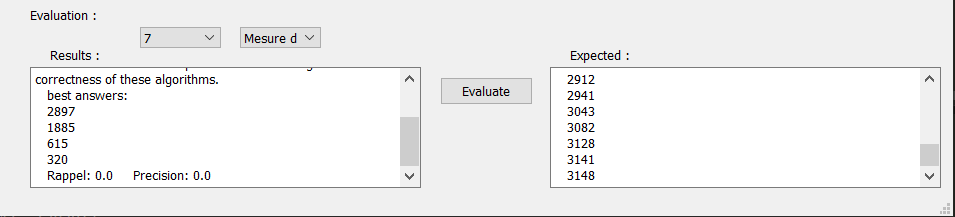 Evaluation :
7
Mesure d
Results :
correctness of these algorithms.
best answers:
2897
1885
615
320
Rappel: 0.0 Precision: 0.0
Evaluate
Expected :
2912
2941
3043
3082
3128
3141
3148